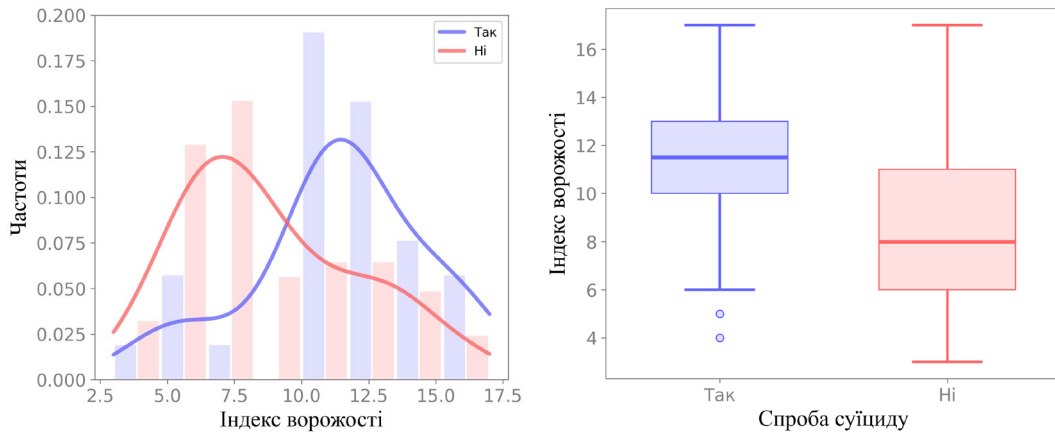 0.200
0.175
0.150
0.125
0.100
0.075
0.050
0.025
0.000
Частоти
2.5 5.0 7.5 10.0 12.5 15.0 17.5
Індекс ворожості
Так
Ні
16
14
12
10
8
6
4
Індекс ворожості
Так Ні
Спроба суїциду